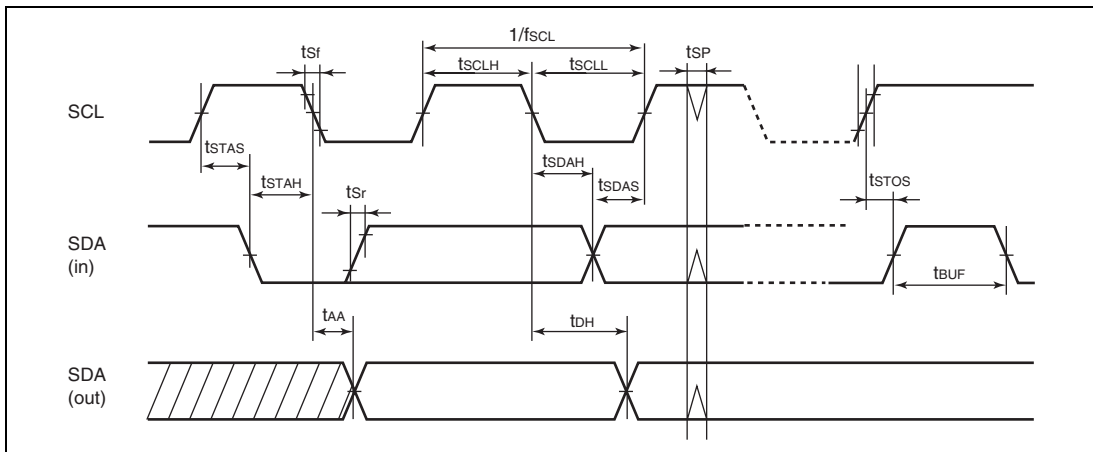 1/fSCL
tSf
tSCLH
tSCLL
tSP
SCL
tSTAS
tSTAH
tSr
tSDAH
tSDAS
tSTOS
SDA
(in)
tBUF
tAA
tDH
SDA
(out)